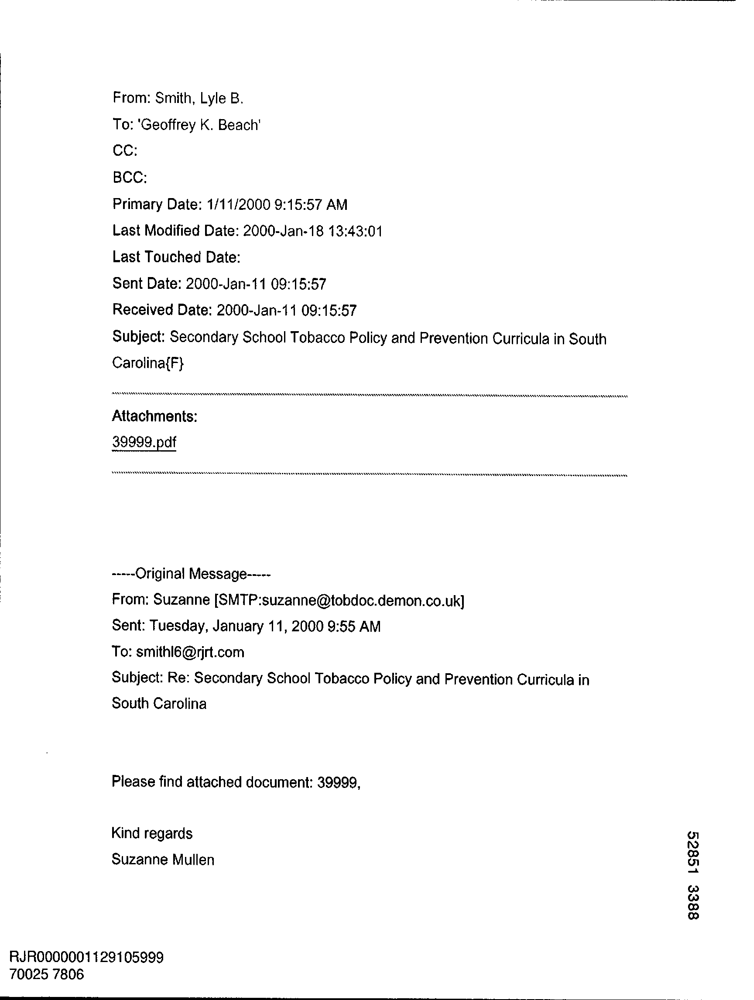 From: Smith, Lyle B.
To: 'Geoffrey K. Beach'
CC:
BCC:
Primary Date: 1/11/2000 9:15:57 AM
Last Modified Date: 2000-Jan-18 13:43:01
Last Touched Date:
Sent Date: 2000-Jan-11 09:15:57
Received Date: 2000-Jan-11 09:15:57
Subject: Secondary School Tobacco Policy and Prevention Curricula in South
Carolina{F}
Attachments:
39999.pdf
-----Original Message-----
From: Suzanne [SMTP:suzanne@tobdoc.demon.co.uk]
Sent: Tuesday, January 11, 2000 9:55 AM
To: smithl6@rjrt.com
Subject: Re: Secondary School Tobacco Policy and Prevention Curricula in
South Carolina
Please find attached document: 39999,
Kind regards
Suzanne Mullen
52851 3388
RJR0000001129105999
70025 7806